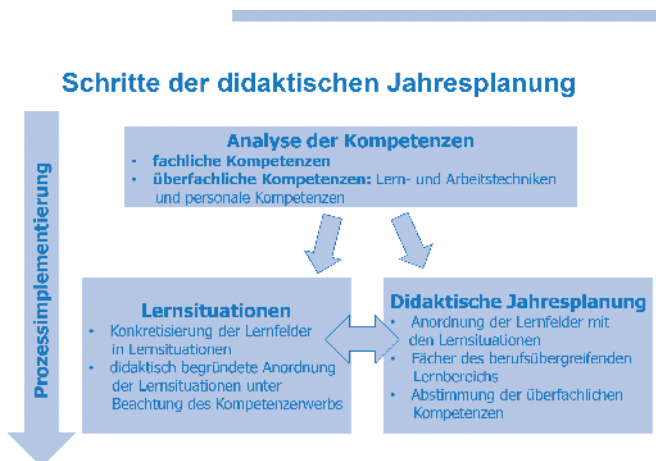 Schritte der didaktischen Jahresplanung
Prozessimplementierung
Analyse der Kompetenzen
• fachliche Kompetenzen
• überfachliche Kompetenzen: Lern- und Arbeitstechniken
und personale Kompetenzen
Lernsituationen
• Konkretisierung der Lernfelder
in Lernsituationen
• didaktisch begründete Anordnung
der Lernsituationen unter
Beachtung des Kompetenzerwerbs
Didaktische Jahresplanung
• Anordnung der Lernfelder mit
den Lernsituationen
• Fächer des berufsübergreifenden
Lernbereichs
• Abstimmung der überfachlichen
Kompetenzen